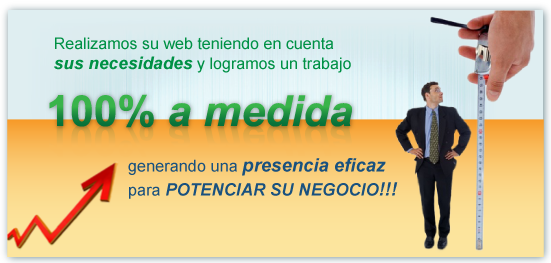 Realizamos su web teniendo en cuenta
sus necesidades y logramos un trabajo
100% a medida
generando una presencia eficaz
para POTENCIAR SU NEGOCIO!!!